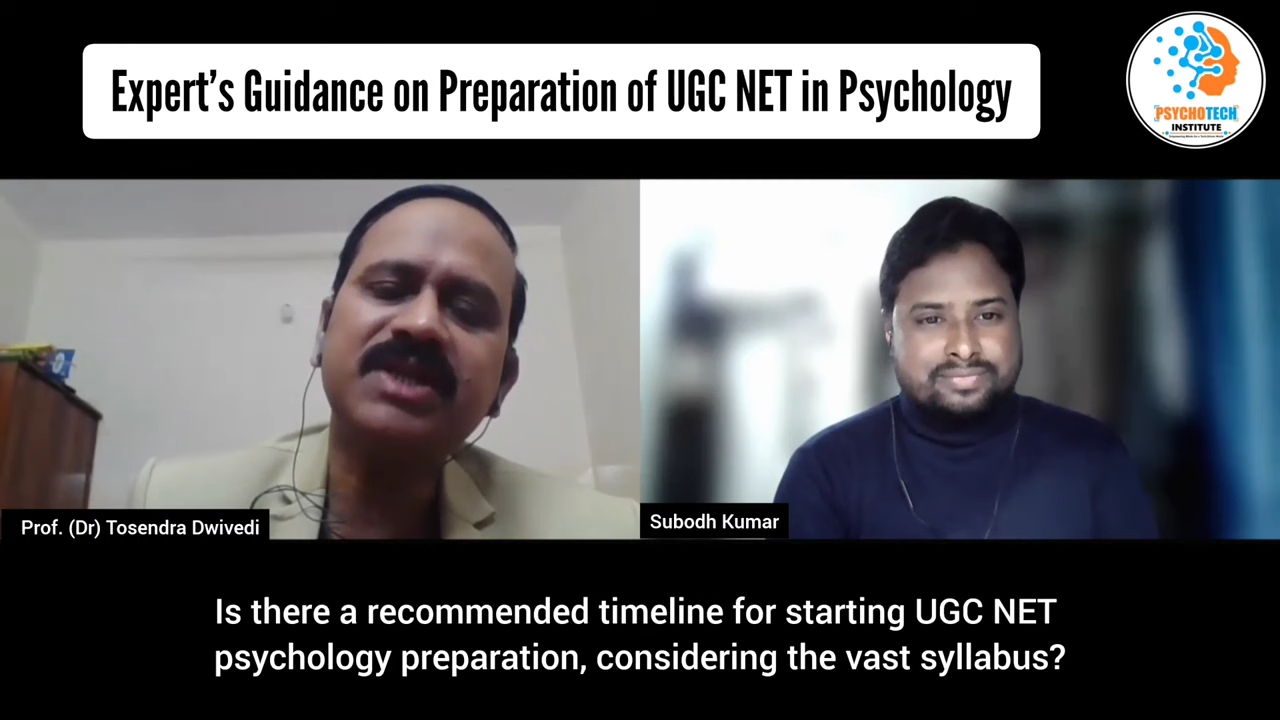 Expert’s Guidance on Preparation of UGC NET in Psychology
PSYCHOTECH
INSTITUTE
Prof. (Dr) Tosendra Dwivedi
Subodh Kumar
Is there a recommended timeline for starting UGC NET
psychology preparation, considering the vast syllabus?